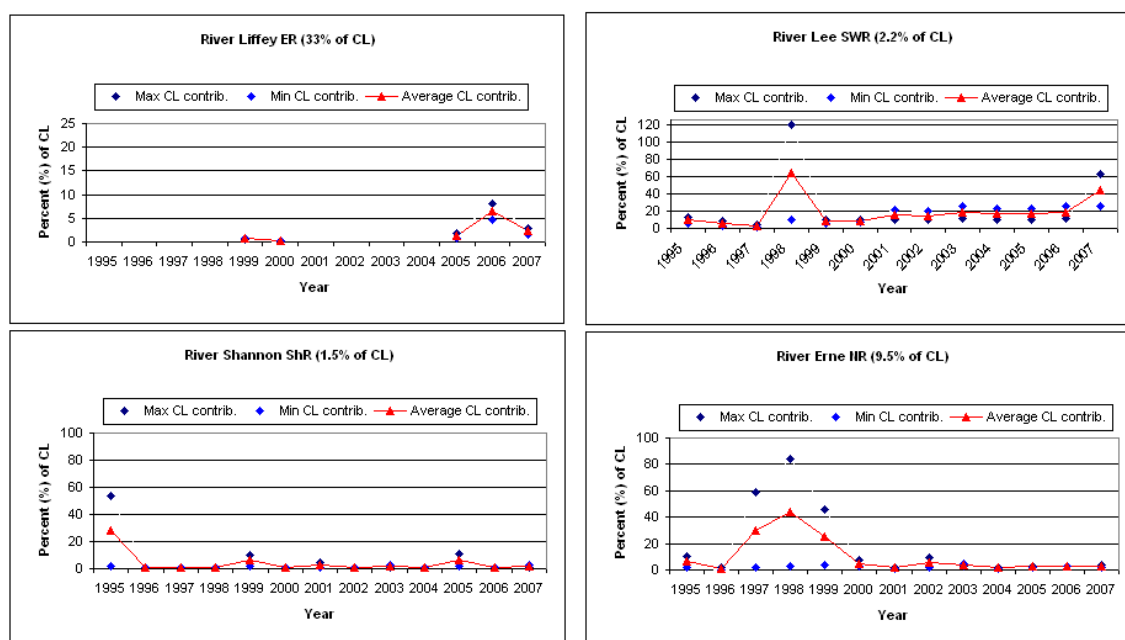 River Liffey ER (33% of CL)
Max CL contrib. Min CL contrib. Average CL contrib.
Percent (%) of CL
25
20
15
10
5
0
1995 1996 1997 1998 1999 2000 2001 2002 2003 2004 2005 2006 2007
Year
River Lee SWR (2.2% of CL)
Max CL contrib. Min CL contrib. Average CL contrib.
Percent (%) of CL
120
100
80
60
40
20
0
1995 1996 1997 1998 1999 2000 2001 2002 2003 2004 2005 2006 2007
Year
River Shannon ShR (1.5% of CL)
Max CL contrib. Min CL contrib. Average CL contrib.
Percent (%) of CL
100
80
60
40
20
0
1995 1996 1997 1998 1999 2000 2001 2002 2003 2004 2005 2006 2007
Year
River Erne NR (9.5% of CL)
Max CL contrib. Min CL contrib. Average CL contrib.
Percent (%) of CL
100
80
60
40
20
0
1995 1996 1997 1998 1999 2000 2001 2002 2003 2004 2005 2006 2007
Year